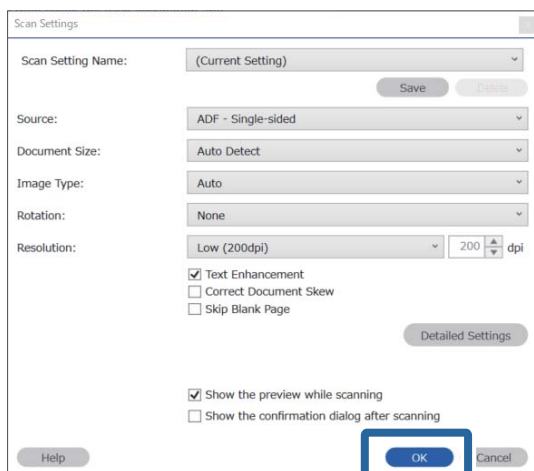 Scan Settings
Scan Setting Name: (Current Setting)
Save Delete
Source: ADF - Single-sided
Document Size: Auto Detect
Image Type: Auto
Rotation: None
Resolution: Low (200dpi) 200 dpi
Text Enhancement
Correct Document Skew
Skip Blank Page
Detailed Settings
Show the preview while scanning
Show the confirmation dialog after scanning
Help OK Cancel